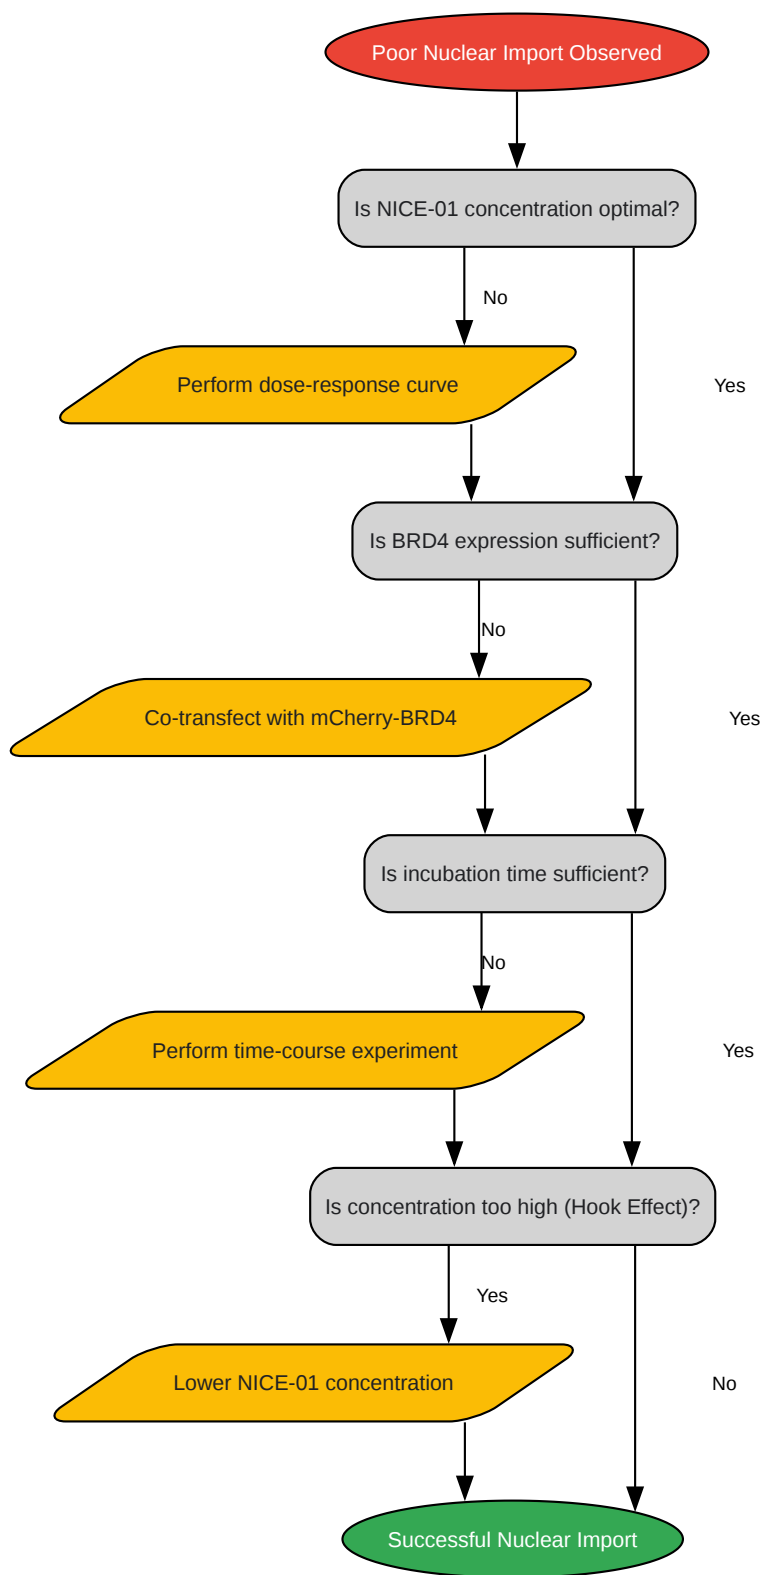 Poor Nuclear Import Observed
Is NICE-01 concentration optimal?
No
Perform dose-response curve
Yes
Is BRD4 expression sufficient?
No
Co-transfect with mCherry-BRD4
Yes
Is incubation time sufficient?
No
Perform time-course experiment
Yes
Is concentration too high (Hook Effect)?
Yes
Lower NICE-01 concentration
No
Successful Nuclear Import